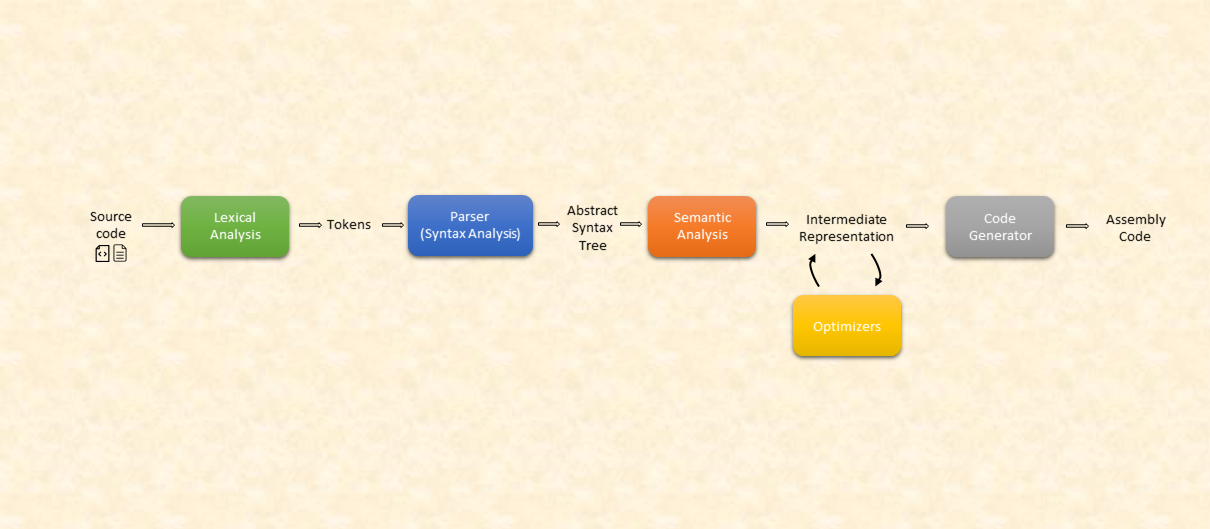 Source
code
Lexical
Analysis
Tokens
Parser
(Syntax Analysis)
Abstract
Syntax
Tree
Semantic
Analysis
Intermediate
Representation
Code
Generator
Assembly
Code
Optimizers